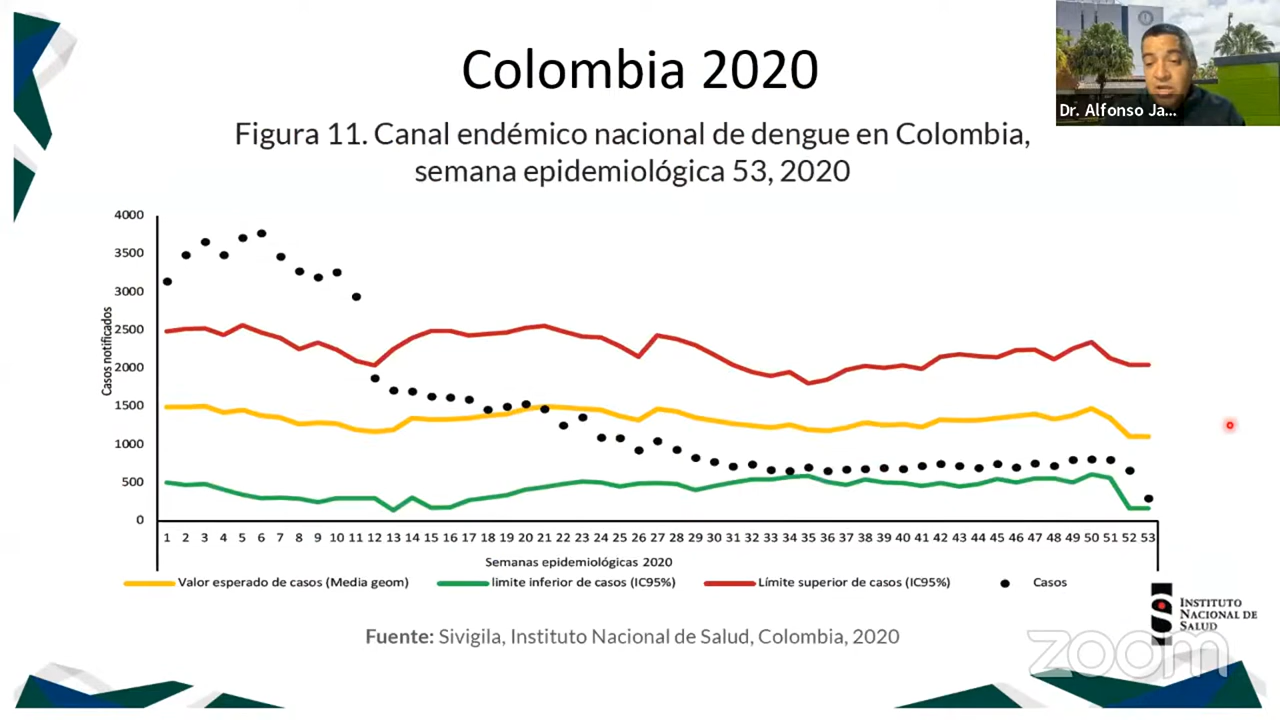 Colombia 2020
Dr. Alfonso Ja...
Figura 11. Canal endémico nacional de dengue en Colombia,
semana epidemiológica 53, 2020
4000
3500
3000
2500
2000
1500
1000
500
0
Casos notificados
1 2 3 4 5 6 7 8 9 10 11 12 13 14 15 16 17 18 19 20 21 22 23 24 25 26 27 28 29 30 31 32 33 34 35 36 37 38 39 40 41 42 43 44 45 46 47 48 49 50 51 52 53
Semanas epidemiológicas 2020
Valor esperado de casos (Media geom) limite inferior de casos (IC95%) Límite superior de casos (IC95%) Casos
INSTITUTO
NACIONAL DE
SALUD
Fuente: Sivigila, Instituto Nacional de Salud, Colombia, 2020
zoom